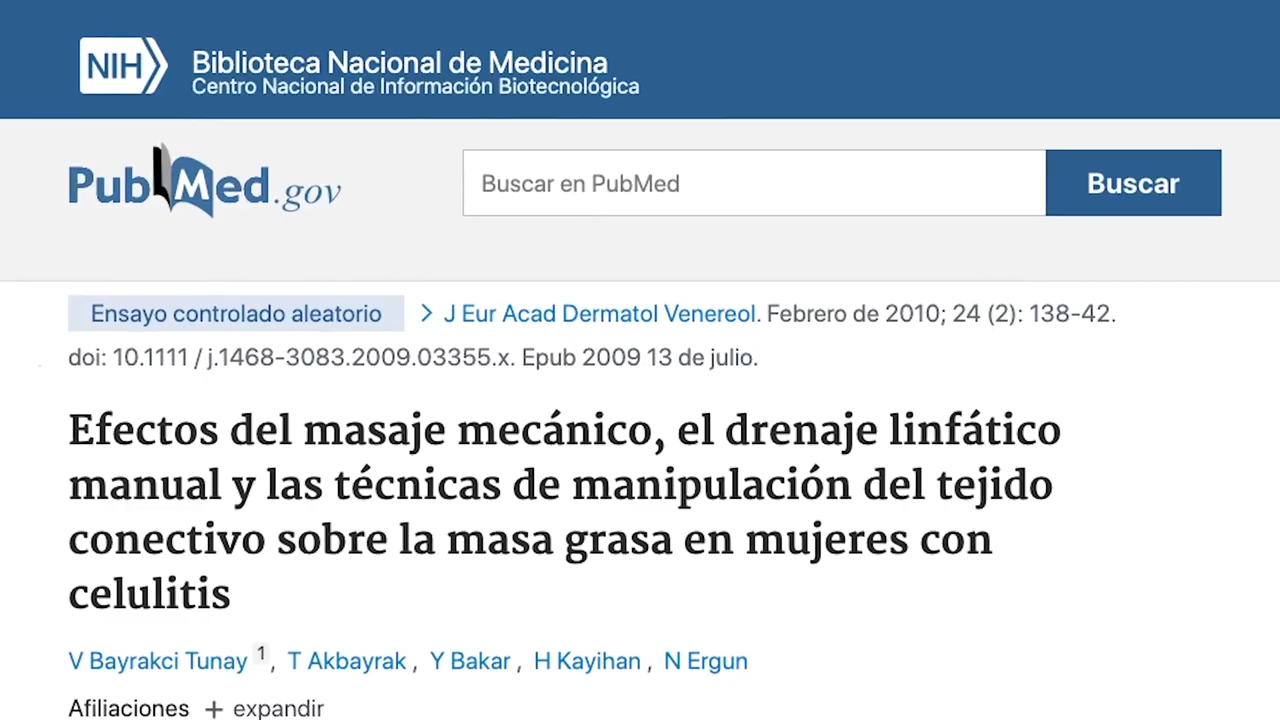 NIH
Biblioteca Nacional de Medicina
Centro Nacional de Información Biotecnológica
PubMed.gov
Buscar en PubMed
Buscar
Ensayo controlado aleatorio > J Eur Acad Dermatol Venereol. Febrero de 2010; 24 (2): 138-42.
doi: 10.1111 / j.1468-3083.2009.03355.x. Epub 2009 13 de julio.
Efectos del masaje mecánico, el drenaje linfático
manual y las técnicas de manipulación del tejido
conectivo sobre la masa grasa en mujeres con
celulitis
V Bayrakci Tunay 1, T Akbayrak, Y Bakar, H Kayihan, N Ergun
Afiliaciones + expandir